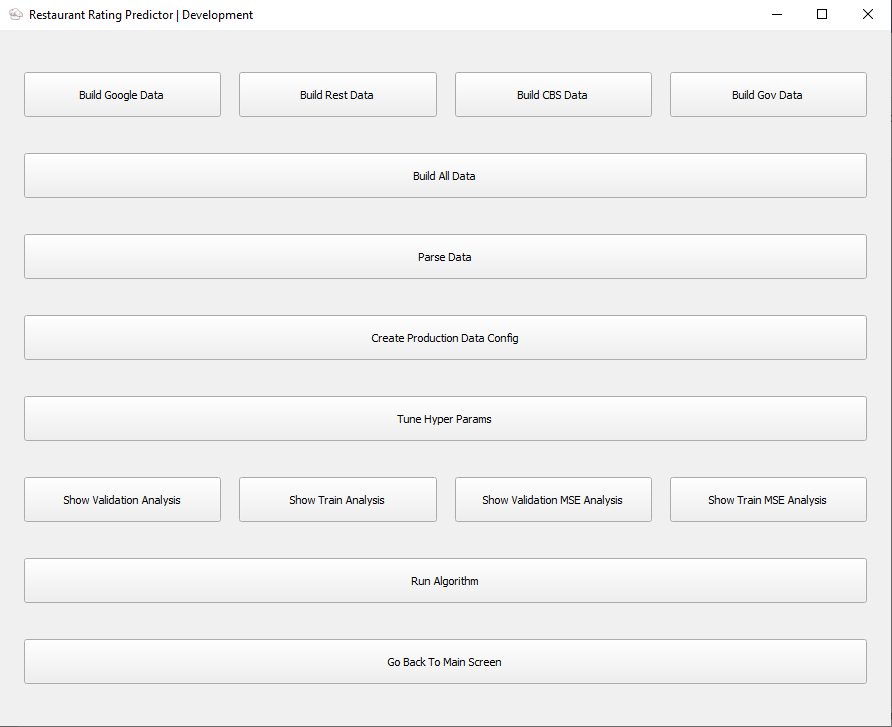 Restaurant Rating Predictor | Development
Build Google Data
Build Rest Data
Build CBS Data
Build Gov Data
Build All Data
Parse Data
Create Production Data Config
Tune Hyper Params
Show Validation Analysis
Show Train Analysis
Show Validation MSE Analysis
Show Train MSE Analysis
Run Algorithm
Go Back To Main Screen